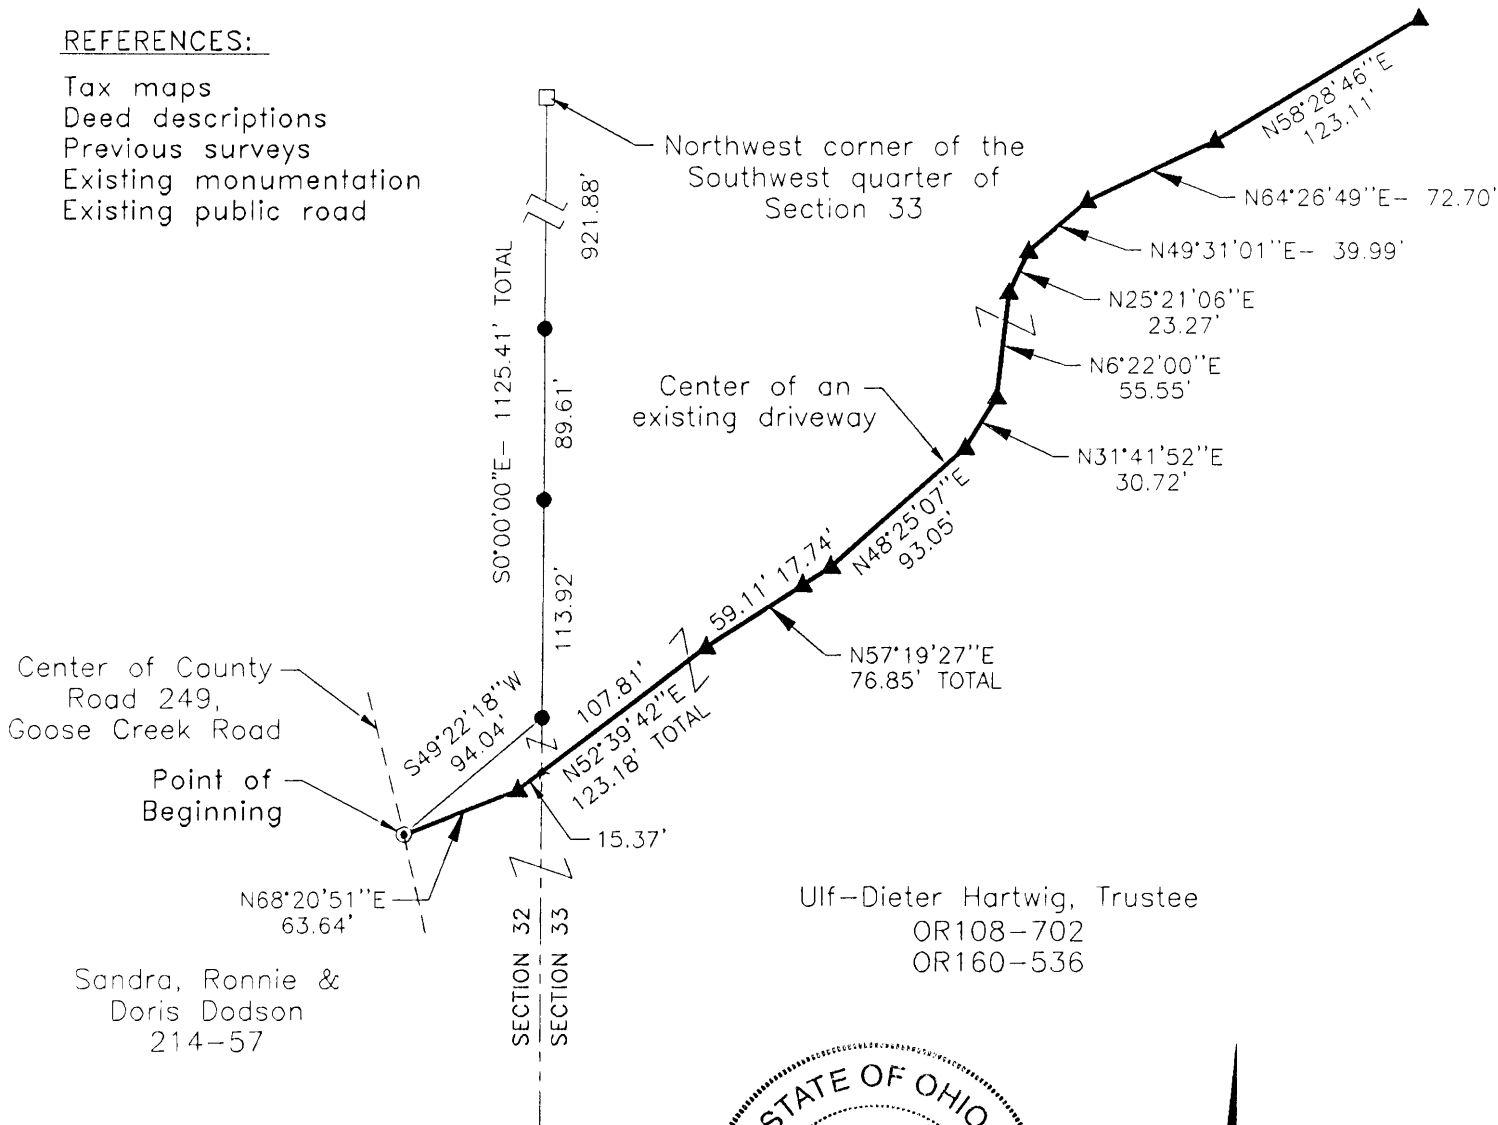 REFERENCES:
Tax maps
Deed descriptions
Previous surveys
Existing monumentation
Existing public road
Northwest corner of the
Southwest quarter of
Section 33
N58°28'46"E
123.11'
N64°26'49"E- 72.70'
N49°31'01"E- 39.99'
N25°21'06"E
23.27'
N6°22'00"E
55.55'
N31°41'52"E
30.72'
921.88'
S0°00'00"E- 1125.41' TOTAL
89.61'
113.92'
Center of an
existing driveway
N48°25'07"E
93.05'
17.74'
59.11'
N57°19'27"E
76.85' TOTAL
107.81'
N52°39'42"E
123.18' TOTAL
15.37'
Center of County
Road 249,
Goose Creek Road
S49°22'18"W
94.04'
Point of
Beginning
N68°20'51"E
63.64'
SECTION 32
SECTION 33
Ulf-Dieter Hartwig, Trustee
OR108-702
OR160-536
Sandra, Ronnie &
Doris Dodson
214-57
STATE OF OHIO